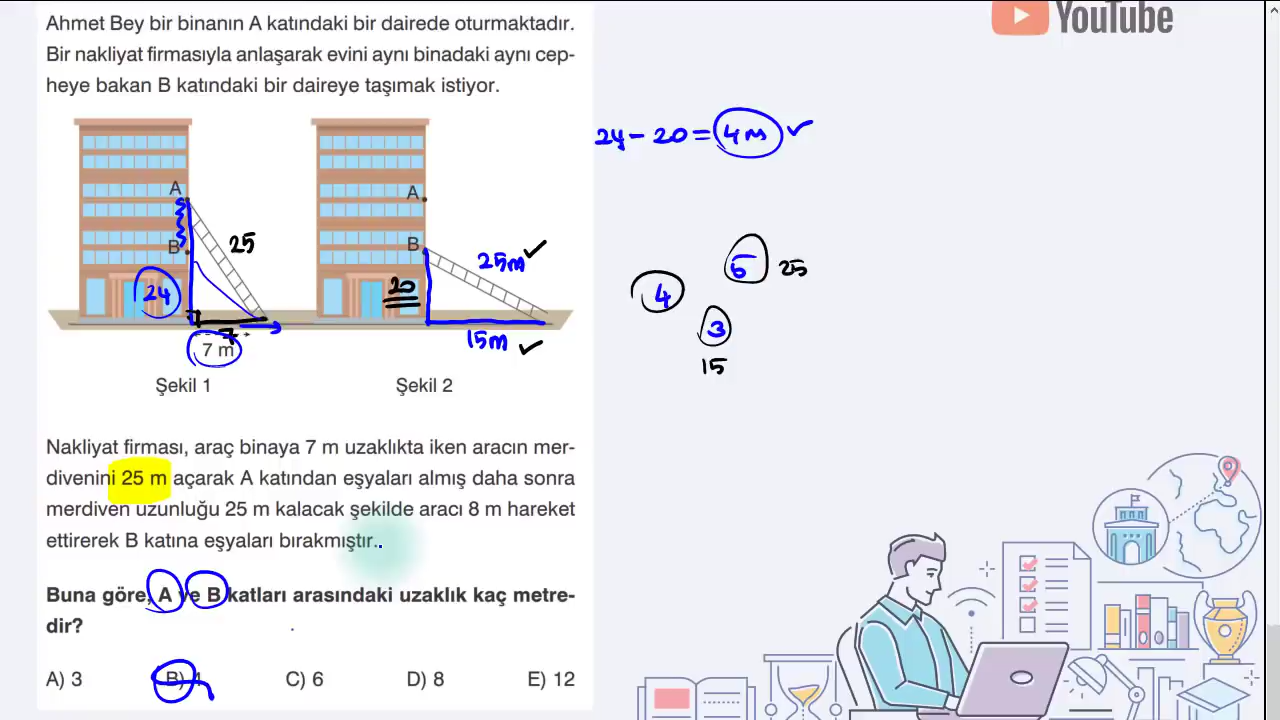 YouTube
Ahmet Bey bir binanın A katındaki bir dairede oturmaktadır.
Bir nakliyat firmasıyla anlaşarak evini aynı binadaki aynı cep-
heye bakan B katındaki bir daireye taşımak istiyor.
24 - 20 = 4m ✓
A
B
25
24
7
7 m
Şekil 1
A
B
25m ✓
20
15m ✓
Şekil 2
5
25
4
3
15
Nakliyat firması, araç binaya 7 m uzaklıkta iken aracın mer-
divenini 25 m açarak A katından eşyaları almış daha sonra
merdiven uzunluğu 25 m kalacak şekilde aracı 8 m hareket
ettirerek B katına eşyaları bırakmıştır.
Buna göre, A ve B katları arasındaki uzaklık kaç metre-
dir?
A) 3 B) 4 C) 6 D) 8 E) 12